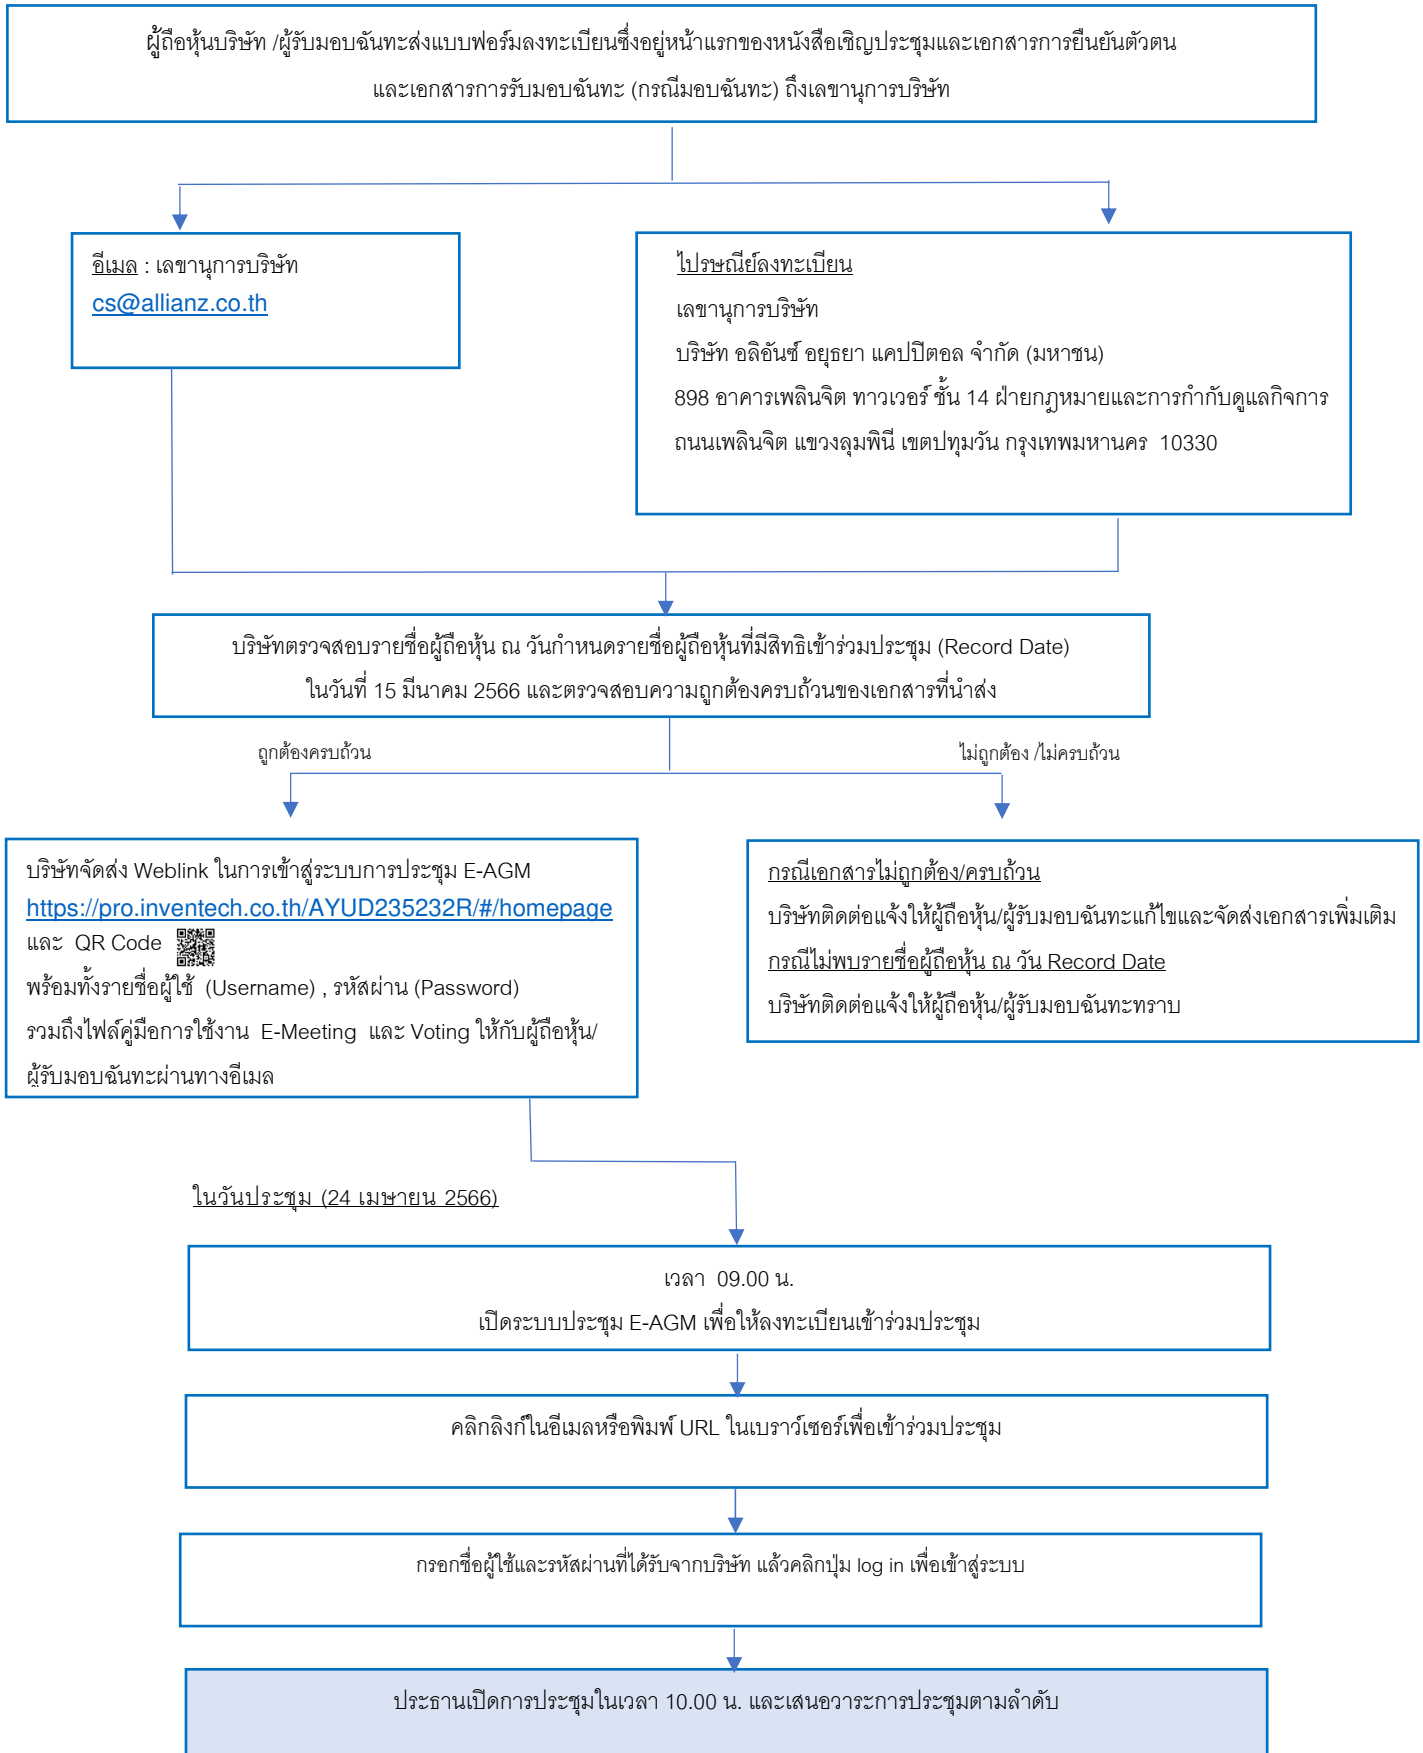 ผู้ถือหุ้นบริษัท /ผู้รับมอบฉันทะส่งแบบฟอร์มลงทะเบียนซึ่งอยู่หน้าแรกของหนังสือเชิญประชุมและเอกสารการยืนยันตัวตน
และเอกสารการรับมอบฉันทะ (กรณีมอบฉันทะ) ถึงเลขานุการบริษัท
อีเมล : เลขานุการบริษัท
cs@allianz.co.th
ไปรษณีย์ลงทะเบียน
เลขานุการบริษัท
บริษัท อลิอันซ์ อยุธยา แคปปิตอล จำกัด (มหาชน)
898 อาคารเพลินจิต ทาวเวอร์ ชั้น 14 ฝ่ายกฎหมายและการกำกับดูแลกิจการ
ถนนเพลินจิต แขวงลุมพินี เขตปทุมวัน กรุงเทพมหานคร 10330
บริษัทตรวจสอบรายชื่อผู้ถือหุ้น ณ วันกำหนดรายชื่อผู้ถือหุ้นที่มีสิทธิเข้าร่วมประชุม (Record Date)
ในวันที่ 15 มีนาคม 2566 และตรวจสอบความถูกต้องครบถ้วนของเอกสารที่นำส่ง
ถูกต้องครบถ้วน
ไม่ถูกต้อง /ไม่ครบถ้วน
บริษัทจัดส่ง Weblink ในการเข้าสู่ระบบการประชุม E-AGM
https://pro.inventech.co.th/AYUD235232R/#/homepage
และ QR Code
พร้อมทั้งรายชื่อผู้ใช้ (Username) , รหัสผ่าน (Password)
รวมถึงไฟล์คู่มือการใช้งาน E-Meeting และ Voting ให้กับผู้ถือหุ้น/
ผู้รับมอบฉันทะผ่านทางอีเมล
กรณีเอกสารไม่ถูกต้อง/ครบถ้วน
บริษัทติดต่อแจ้งให้ผู้ถือหุ้น/ผู้รับมอบฉันทะแก้ไขและจัดส่งเอกสารเพิ่มเติม
กรณีไม่พบรายชื่อผู้ถือหุ้น ณ วัน Record Date
บริษัทติดต่อแจ้งให้ผู้ถือหุ้น/ผู้รับมอบฉันทะทราบ
ในวันประชุม (24 เมษายน 2566)
เวลา 09.00 น.
เปิดระบบประชุม E-AGM เพื่อให้ลงทะเบียนเข้าร่วมประชุม
คลิกลิงก์ในอีเมลหรือพิมพ์ URL ในเบราว์เซอร์เพื่อเข้าร่วมประชุม
กรอกชื่อผู้ใช้และรหัสผ่านที่ได้รับจากบริษัท แล้วคลิกปุ่ม log in เพื่อเข้าสู่ระบบ
ประธานเปิดการประชุมในเวลา 10.00 น. และเสนอวาระการประชุมตามลำดับ